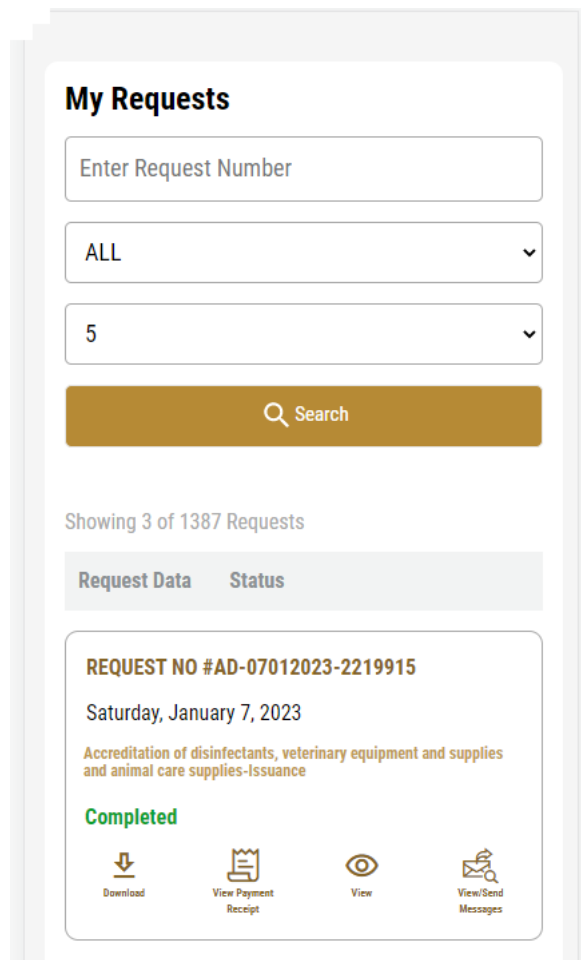 My Requests
Enter Request Number
ALL
5
Search
Showing 3 of 1387 Requests
Request Data Status
REQUEST NO #AD-07012023-2219915
Saturday, January 7, 2023
Accreditation of disinfectants, veterinary equipment and supplies
and animal care supplies-Issuance
Completed
Download View Payment View View/Send
Receipt Messages